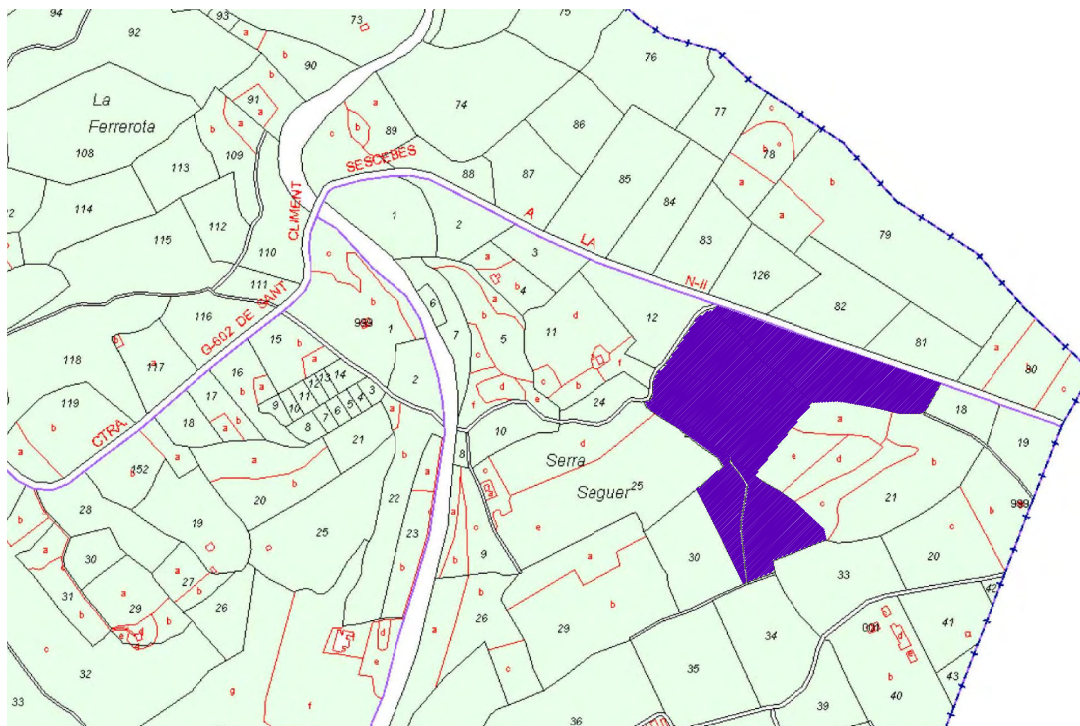 94
93
92
a
b
73
75
76
90
91
a
La
Ferrerota
108
113
b
a
109
a
b
c
89
74
86
77
c
b
78
a
b
79
SESCEBES
88
87
85
84
a
114
112
115
110
CLIMENT
1
2
A
LA
3
83
126
N-II
82
81
111
116
G-602 DE SANT
c
b
999
1
6
7
a
b
4
a
b
5
c
11
d
12
a
80
b
c
118
b
117
a
15
b
a
16
a
b
17
18
a
b
2
9
10
11
12
13
14
8
7
6
5
4
3
c
b
f
d
e
24
a
119
b
a
CTRA
152
21
a
a
b
20
10
8
Serra
Saguer
25
a
d
e
b
21
18
19
c
b
999
28
b
a
30
19
25
22
23
a
b
c
d
e
9
a
30
20
31
a
29
b
e
d
27
a
b
26
32
c
33
g
f
d
e
a
b
26
c
29
b
33
34
35
36
39
40
41
42
43
a
b